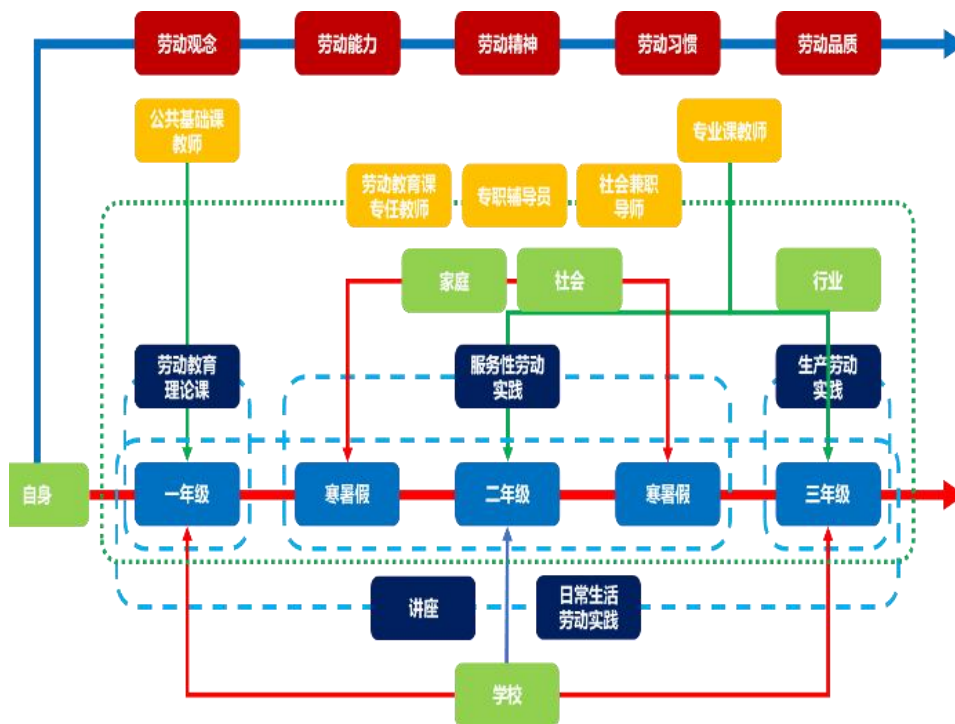 劳动观念
劳动能力
劳动精神
劳动习惯
劳动品质
公共基础课
教师
专业课教师
劳动教育课
专任教师
专职辅导员
社会兼职
导师
家庭
社会
行业
劳动教育
理论课
服务性劳动
实践
生产劳动
实践
自身
一年级
寒暑假
二年级
寒暑假
三年级
讲座
日常生活
劳动实践
学校